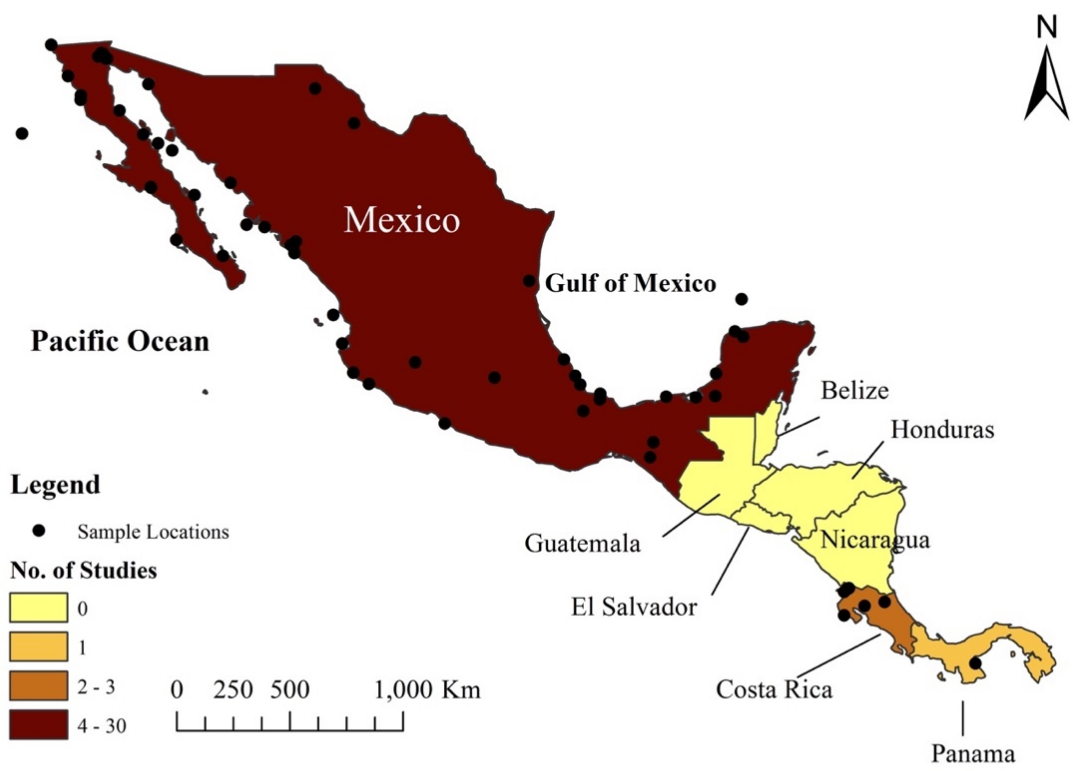 N
Mexico
Gulf of Mexico
Pacific Ocean
Belize
Honduras
Legend
Sample Locations
Guatemala
Nicaragua
No. of Studies
El Salvador
0
1
2 - 3
4 - 30
0 250 500 1,000 Km
Costa Rica
Panama